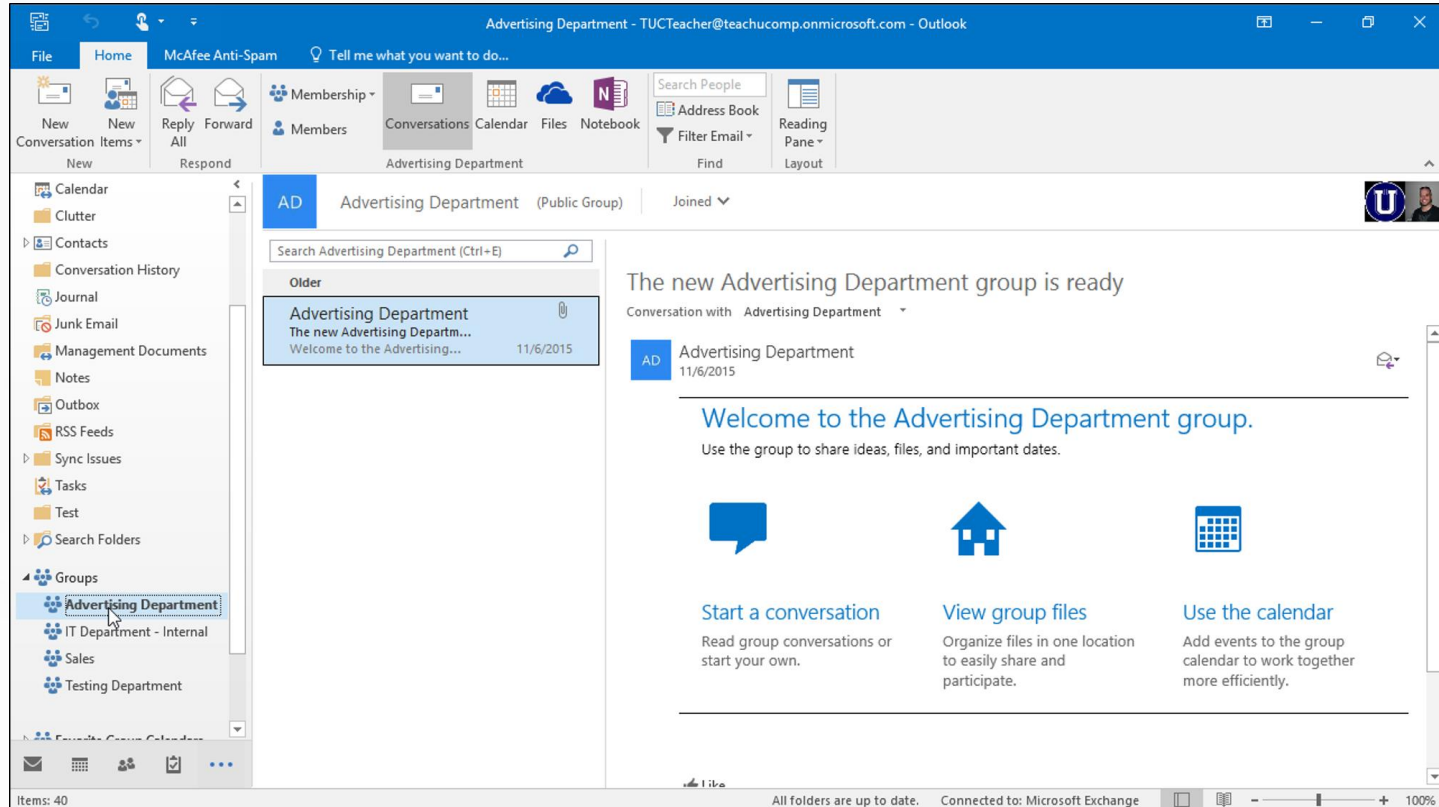 Advertising Department - TUCTeacher@teachucomp.onmicrosoft.com - Outlook
File Home McAfee Anti-Spam Tell me what you want to do...
New Conversation
New Items
Reply All
Forward
Membership
Members
Conversations
Calendar
Files
Notebook
Search People
Address Book
Filter Email
Reading Pane
New
Respond
Advertising Department
Find
Layout
Calendar
Clutter
Contacts
Conversation History
Journal
Junk Email
Management Documents
Notes
Outbox
RSS Feeds
Sync Issues
Tasks
Test
Search Folders
Groups
Advertising Department
IT Department - Internal
Sales
Testing Department
Favorite Group Calendars
AD Advertising Department (Public Group) Joined
U
Search Advertising Department (Ctrl+E)
Older
Advertising Department
The new Advertising Departm...
Welcome to the Advertising... 11/6/2015
The new Advertising Department group is ready
Conversation with Advertising Department
AD
Advertising Department
11/6/2015
Welcome to the Advertising Department group.
Use the group to share ideas, files, and important dates.
Start a conversation
Read group conversations or
start your own.
View group files
Organize files in one location
to easily share and
participate.
Use the calendar
Add events to the group
calendar to work together
more efficiently.
Like
Items: 40
All folders are up to date. Connected to: Microsoft Exchange
100%